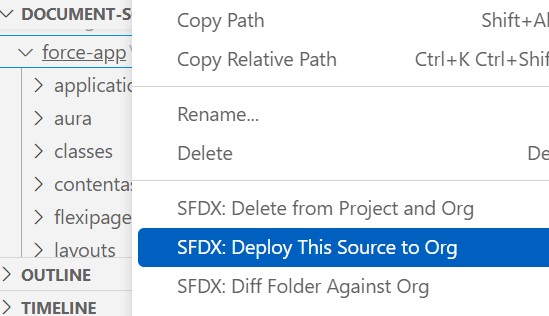 DOCUMENT-S
force-app
applicatio
aura
classes
contentas
flexipage
layouts
OUTLINE
TIMELINE
Copy Path Shift+Al
Copy Relative Path Ctrl+K Ctrl+Shif
Rename...
Delete De
SFDX: Delete from Project and Org
SFDX: Deploy This Source to Org
SFDX: Diff Folder Against Org